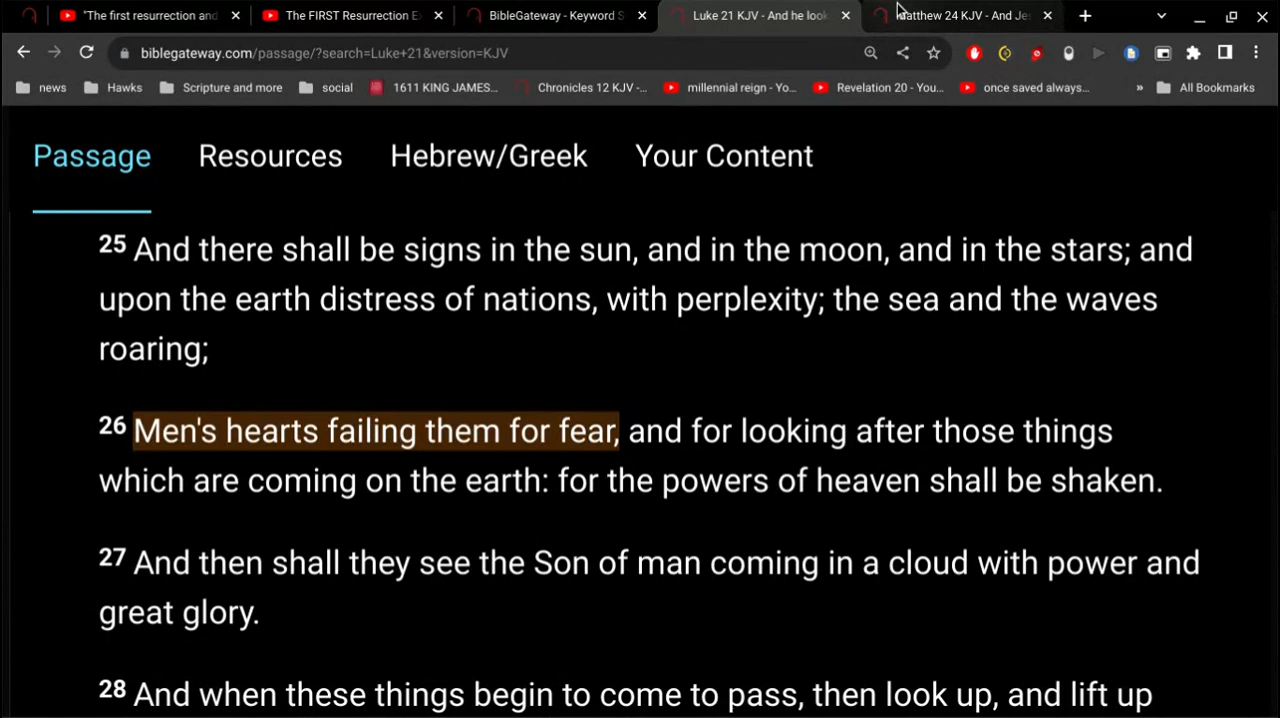 "The first resurrection and
The FIRST Resurrection E
BibleGateway - Keyword S
Luke 21 KJV - And he look
atthew 24 KJV - And Je
biblegateway.com/passage/?search=Luke+21&version=KJV
news
Hawks
Scripture and more
social
1611 KING JAMES...
Chronicles 12 KJV -...
millennial reign - Yo...
Revelation 20 - You...
once saved always...
»
All Bookmarks
Passage
Resources
Hebrew/Greek
Your Content
25 And there shall be signs in the sun, and in the moon, and in the stars; and
upon the earth distress of nations, with perplexity; the sea and the waves
roaring;
26 Men's hearts failing them for fear, and for looking after those things
which are coming on the earth: for the powers of heaven shall be shaken.
27 And then shall they see the Son of man coming in a cloud with power and
great glory.
28 And when these things begin to come to pass, then look up, and lift up